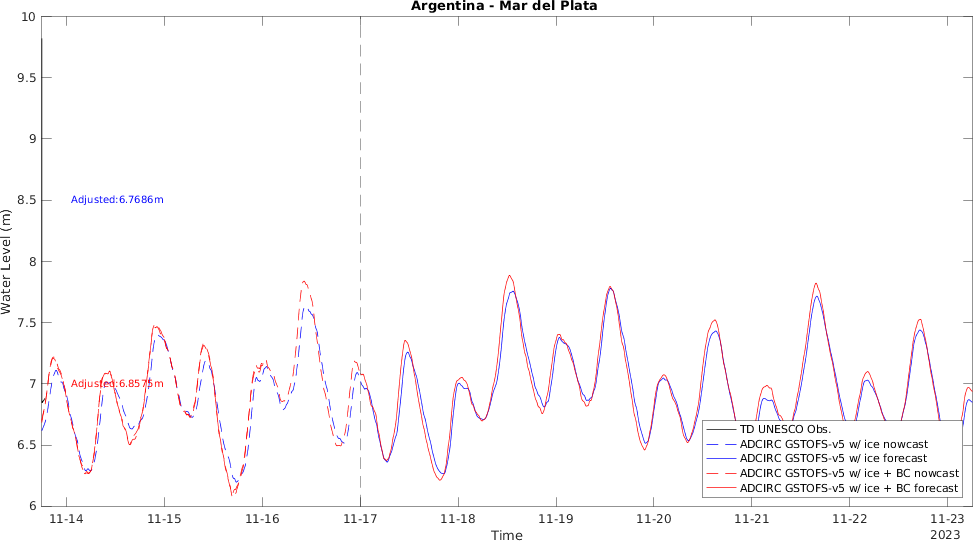 Argentina - Mar del Plata
10
9.5
9
8.5
8
7.5
7
6.5
6
Water Level (m)
Adjusted:6.7686m
Adjusted:6.8575m
TD UNESCO Obs.
ADCIRC GSTOFS-v5 w/ ice nowcast
ADCIRC GSTOFS-v5 w/ ice forecast
ADCIRC GSTOFS-v5 w/ ice + BC nowcast
ADCIRC GSTOFS-v5 w/ ice + BC forecast
11-14 11-15 11-16 11-17 11-18 11-19 11-20 11-21 11-22 11-23
2023
Time